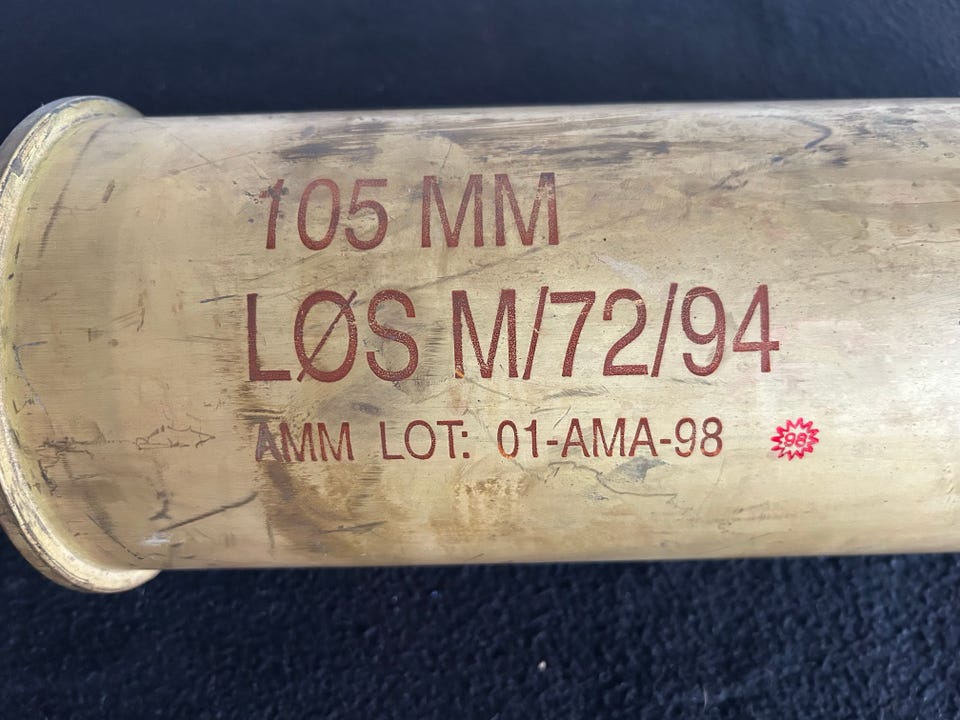 105 MM
LØS M/72/94
AMM LOT: 01-AMA-98 98